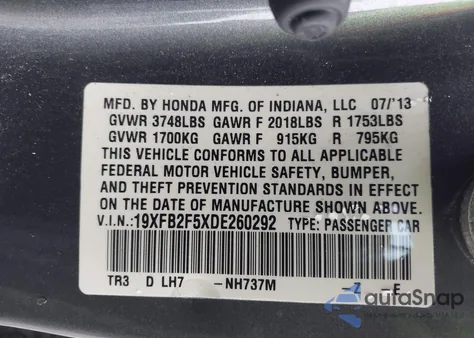 MFD. BY HONDA MFG. OF INDIANA, LLC 07/'13
GVWR 3748LBS GAWR F 2018LBS R 1753LBS
GVWR 1700KG GAWR F 915KG R 795KG
THIS VEHICLE CONFORMS TO ALL APPLICABLE
FEDERAL MOTOR VEHICLE SAFETY, BUMPER,
AND THEFT PREVENTION STANDARDS IN EFFECT
ON THE DATE OF MANUFACTURE SHOWN ABOVE.
V.I.N.:19XFB2F5XDE260292 TYPE: PASSENGER CAR
TR3 D LH7 -NH737M -Z -F
autoSnap